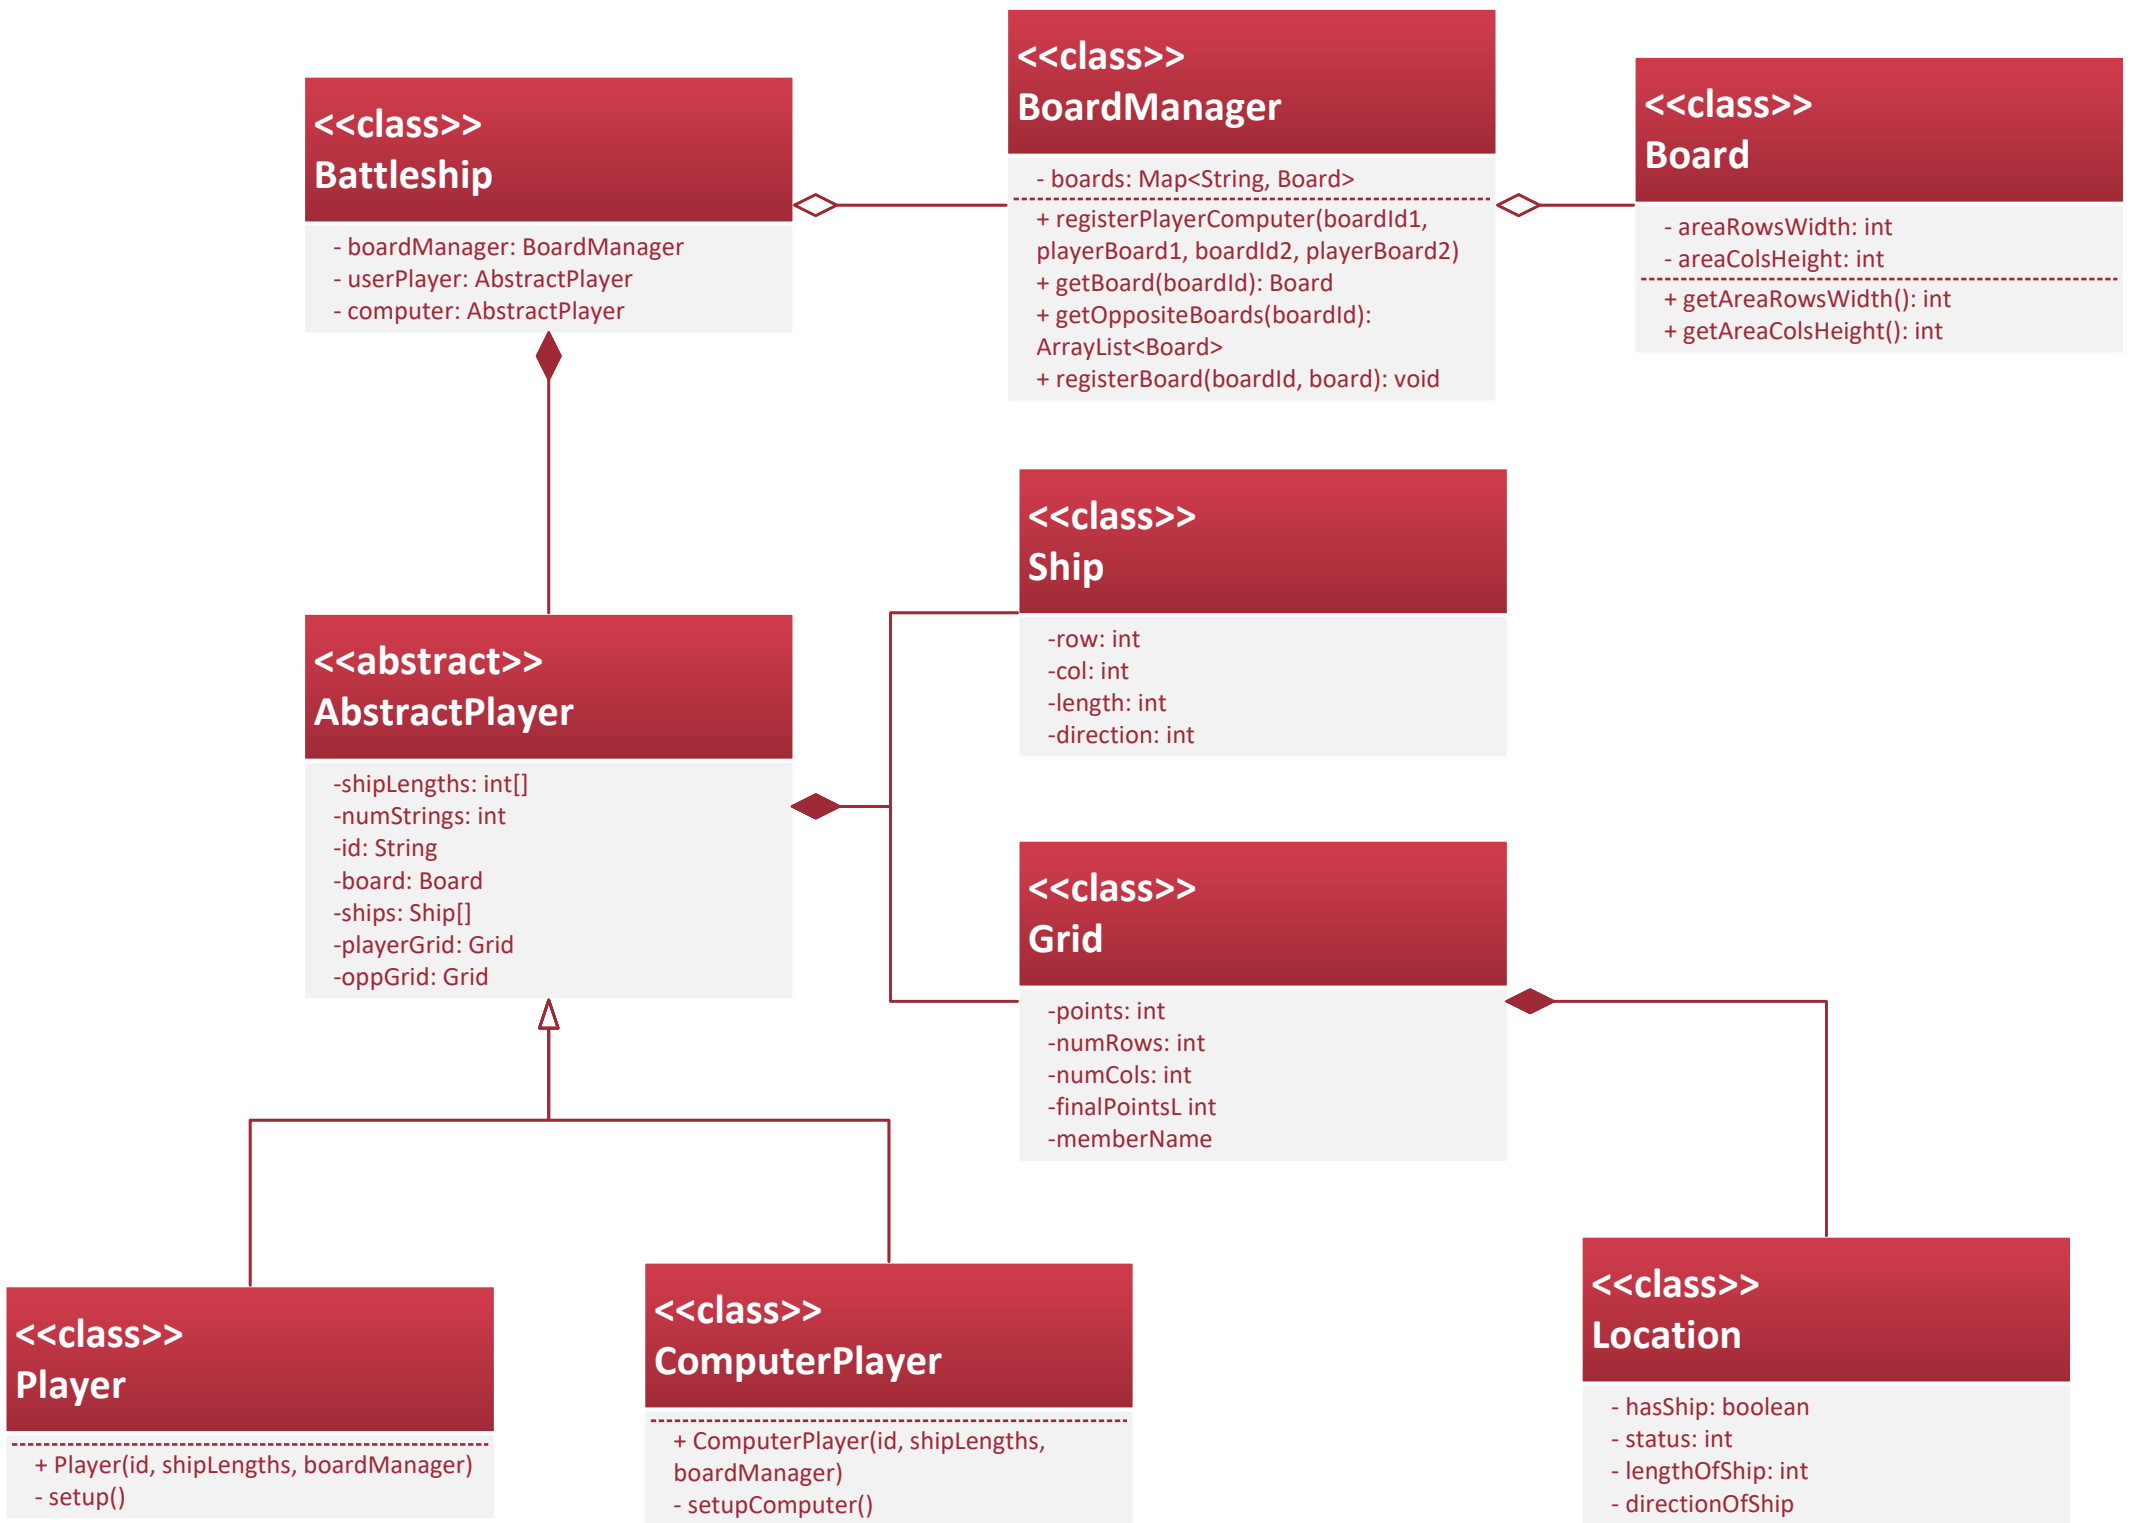 <<class>>
Battleship
- boardManager: BoardManager
- userPlayer: AbstractPlayer
- computer: AbstractPlayer
<<class>>
BoardManager
- boards: Map<String, Board>
+ registerPlayerComputer(boardId1,
playerBoard1, boardId2, playerBoard2)
+ getBoard(boardId): Board
+ getOppositeBoards(boardId):
ArrayList<Board>
+ registerBoard(boardId, board): void
<<class>>
Board
- areaRowsWidth: int
- areaColsHeight: int
+ getAreaRowsWidth(): int
+ getAreaColsHeight(): int
<<abstract>>
AbstractPlayer
-shipLengths: int[]
-numStrings: int
-id: String
-board: Board
-ships: Ship[]
-playerGrid: Grid
-oppGrid: Grid
<<class>>
Ship
-row: int
-col: int
-length: int
-direction: int
<<class>>
Grid
-points: int
-numRows: int
-numCols: int
-finalPointsL int
-memberName
<<class>>
Player
+ Player(id, shipLengths, boardManager)
- setup()
<<class>>
ComputerPlayer
+ ComputerPlayer(id, shipLengths,
boardManager)
- setupComputer()
<<class>>
Location
- hasShip: boolean
- status: int
- lengthOfShip: int
- directionOfShip